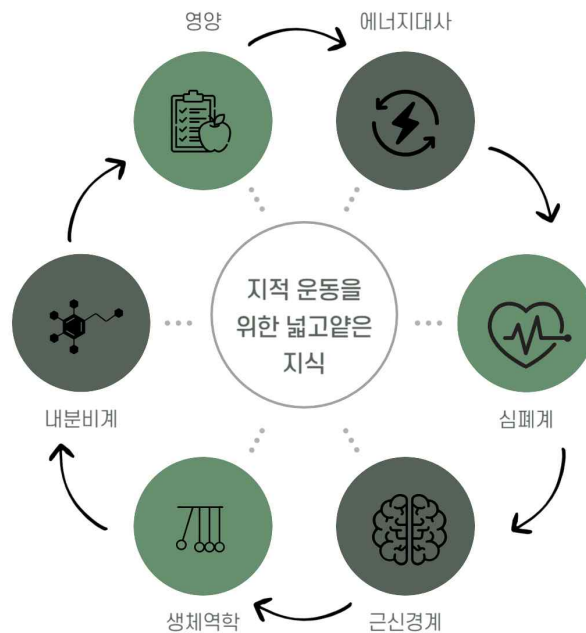 영양
에너지대사
지적 운동을
위한 넓고얕은
지식
내분비계
심폐계
생체역학
근신경계